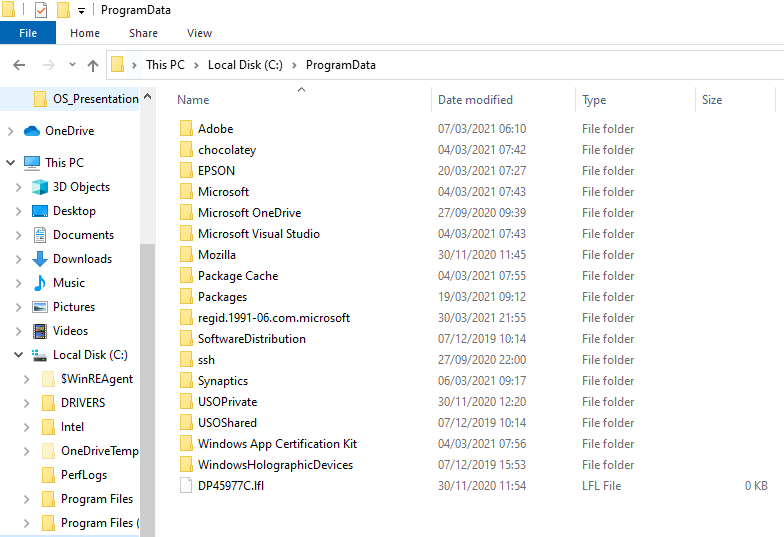 ProgramData
File Home Share View
This PC Local Disk (C:) ProgramData
OS_Presentation
OneDrive
This PC
3D Objects
Desktop
Documents
Downloads
Music
Pictures
Videos
Local Disk (C:)
$WinREAgent
DRIVERS
Intel
OneDriveTemp
PerfLogs
Program Files
Program Files (
Name Date modified Type Size
Adobe 07/03/2021 06:10 File folder
chocolatey 04/03/2021 07:42 File folder
EPSON 20/03/2021 07:27 File folder
Microsoft 04/03/2021 07:43 File folder
Microsoft OneDrive 27/09/2020 09:39 File folder
Microsoft Visual Studio 04/03/2021 07:43 File folder
Mozilla 30/11/2020 11:45 File folder
Package Cache 04/03/2021 07:55 File folder
Packages 19/03/2021 09:12 File folder
regid.1991-06.com.microsoft 30/03/2021 21:55 File folder
SoftwareDistribution 07/12/2019 10:14 File folder
ssh 27/09/2020 22:00 File folder
Synaptics 06/03/2021 09:17 File folder
USOPrivate 30/11/2020 12:20 File folder
USOShared 07/12/2019 10:14 File folder
Windows App Certification Kit 04/03/2021 07:56 File folder
WindowsHolographicDevices 07/12/2019 15:53 File folder
DP45977C.lfl 30/11/2020 11:54 LFL File 0 KB